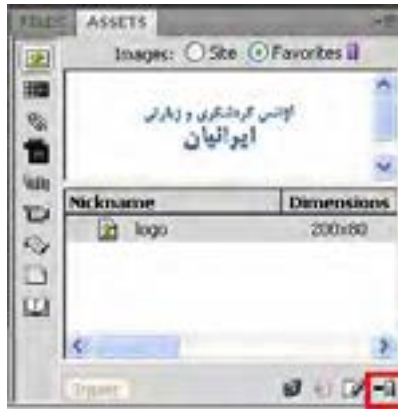 FILES ASSETS
Images: Site Favorites
آژانس گردشگری و زیارتی
ایرانیان
Nickname Dimensions
logo 200x80
Insert